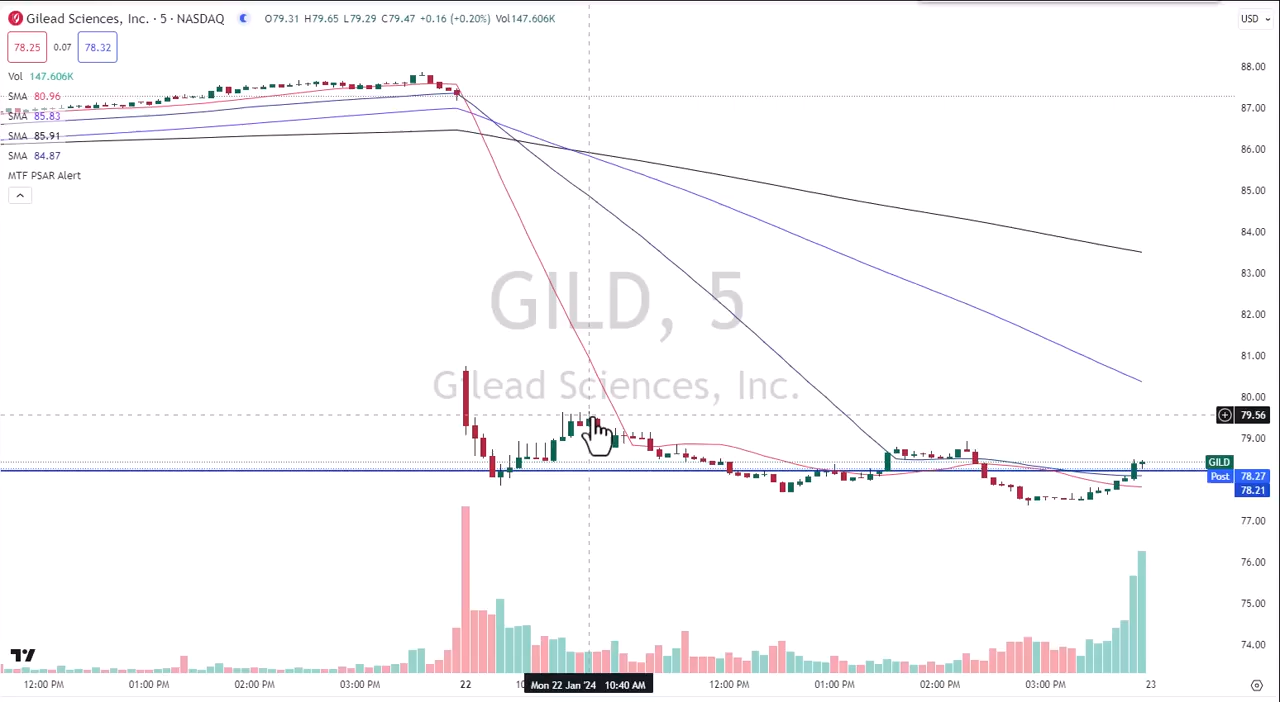 Gilead Sciences, Inc. · 5 · NASDAQ O79.31 H79.65 L79.29 C79.47 +0.16 (+0.20%) Vol147.606K
USD
78.25 0.07 78.32
Vol 147.606K
SMA 80.96
SMA 85.83
SMA 85.91
SMA 84.87
MTF PSAR Alert
88.00
87.00
86.00
85.00
84.00
83.00
82.00
81.00
80.00
79.56
79.00
GILD
Post 78.27
78.21
77.00
76.00
75.00
74.00
GILD, 5
Gilead Sciences, Inc.
12:00 PM 01:00 PM 02:00 PM 03:00 PM 22 Mon 22 Jan '24 10:40 AM 12:00 PM 01:00 PM 02:00 PM 03:00 PM 23